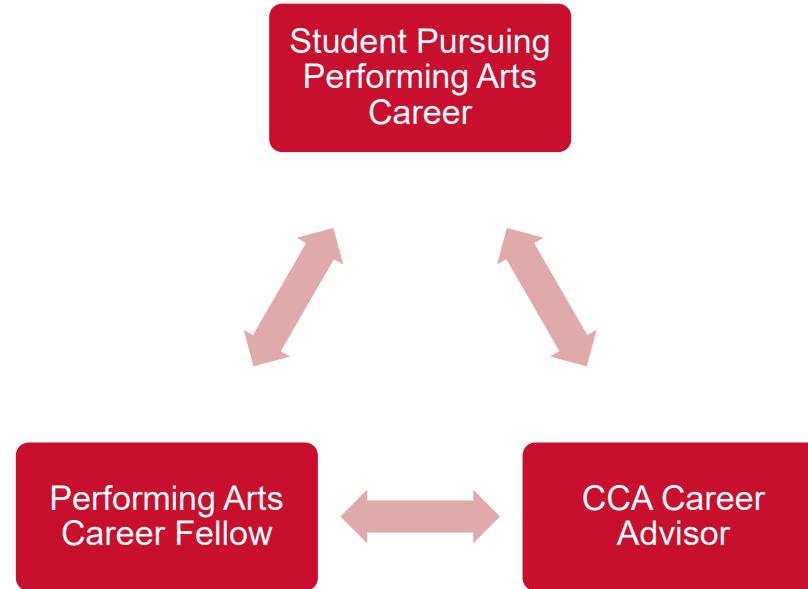 Student Pursuing
Performing Arts
Career
Performing Arts
Career Fellow
CCA Career
Advisor